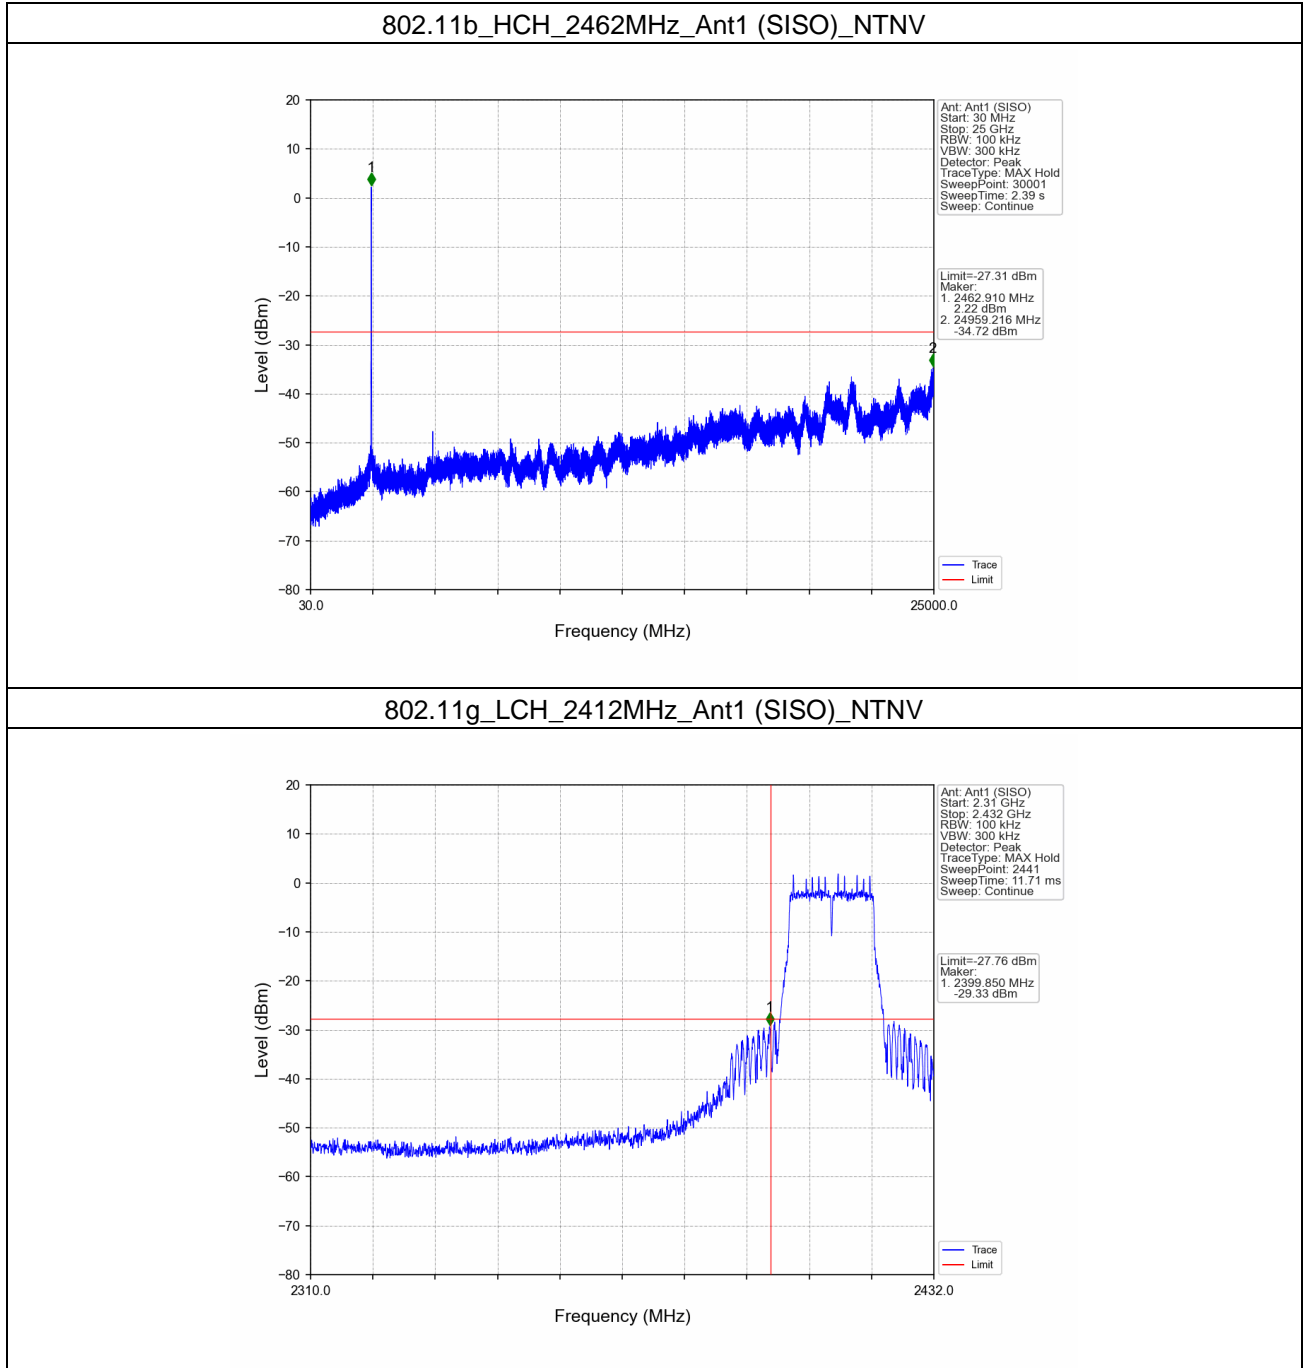 802.11b_HCH_2462MHz_Ant1 (SISO)_NTNV
20
10
0
−10
−20
−30
−40
−50
−60
−70
−80
Level (dBm)
1
2
30.0
25000.0
Frequency (MHz)
Ant: Ant1 (SISO)
Start: 30 MHz
Stop: 25 GHz
RBW: 100 kHz
VBW: 300 kHz
Detector: Peak
TraceType: MAX Hold
SweepPoint: 30001
SweepTime: 2.39 s
Sweep: Continue
Limit=-27.31 dBm
Maker:
1. 2462.910 MHz
2.22 dBm
2. 24959.216 MHz
-34.72 dBm
Trace
Limit
802.11g_LCH_2412MHz_Ant1 (SISO)_NTNV
20
10
0
−10
−20
−30
−40
−50
−60
−70
−80
Level (dBm)
1
2310.0
2432.0
Frequency (MHz)
Ant: Ant1 (SISO)
Start: 2.31 GHz
Stop: 2.432 GHz
RBW: 100 kHz
VBW: 300 kHz
Detector: Peak
TraceType: MAX Hold
SweepPoint: 2441
SweepTime: 11.71 ms
Sweep: Continue
Limit=-27.76 dBm
Maker:
1. 2399.850 MHz
-29.33 dBm
Trace
Limit